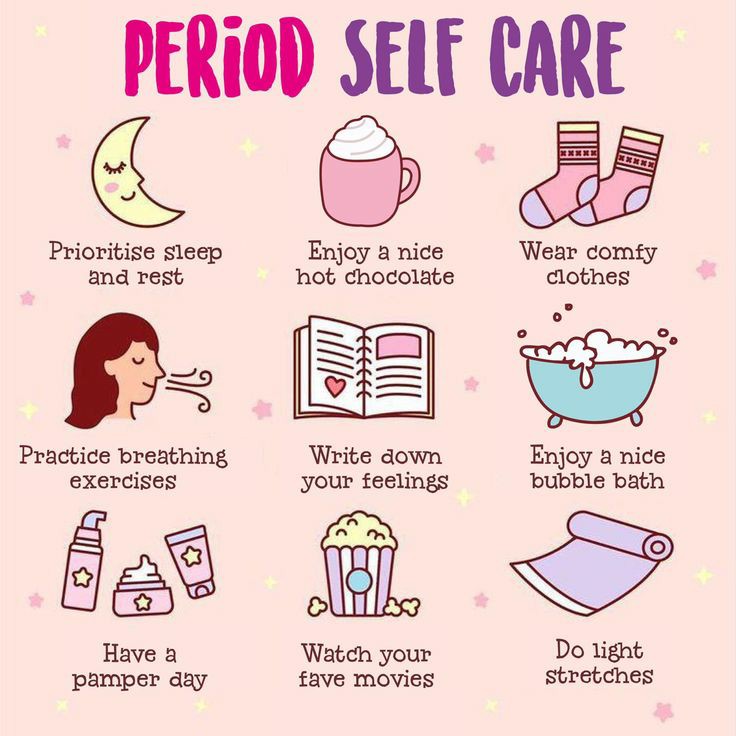 PERIOD SELF CARE
Prioritise sleep
and rest
Enjoy a nice
hot chocolate
Wear comfy
clothes
Practice breathing
exercises
Write down
your feelings
Enjoy a nice
bubble bath
Have a
pamper day
Watch your
fave movies
Do light
stretches